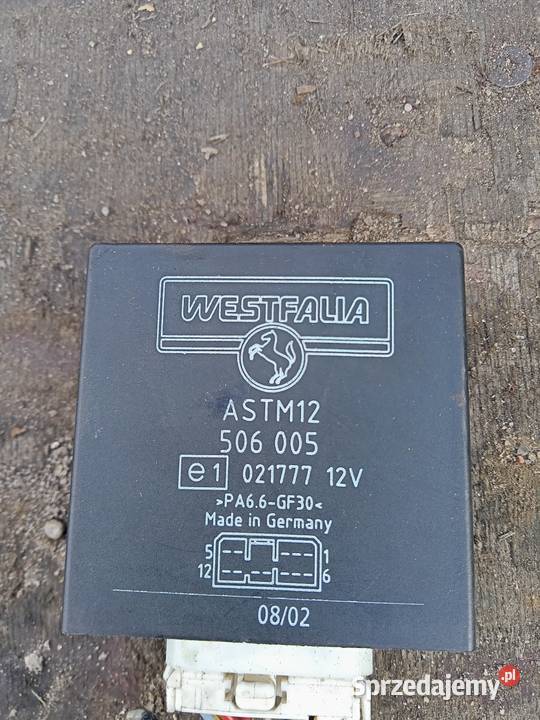 WESTFALIA
ASTM12
506 005
e1 021777 12V
>PA6.6-GF30<
Made in Germany
5 1
12 6
08/02
Sprzedajemy.pl